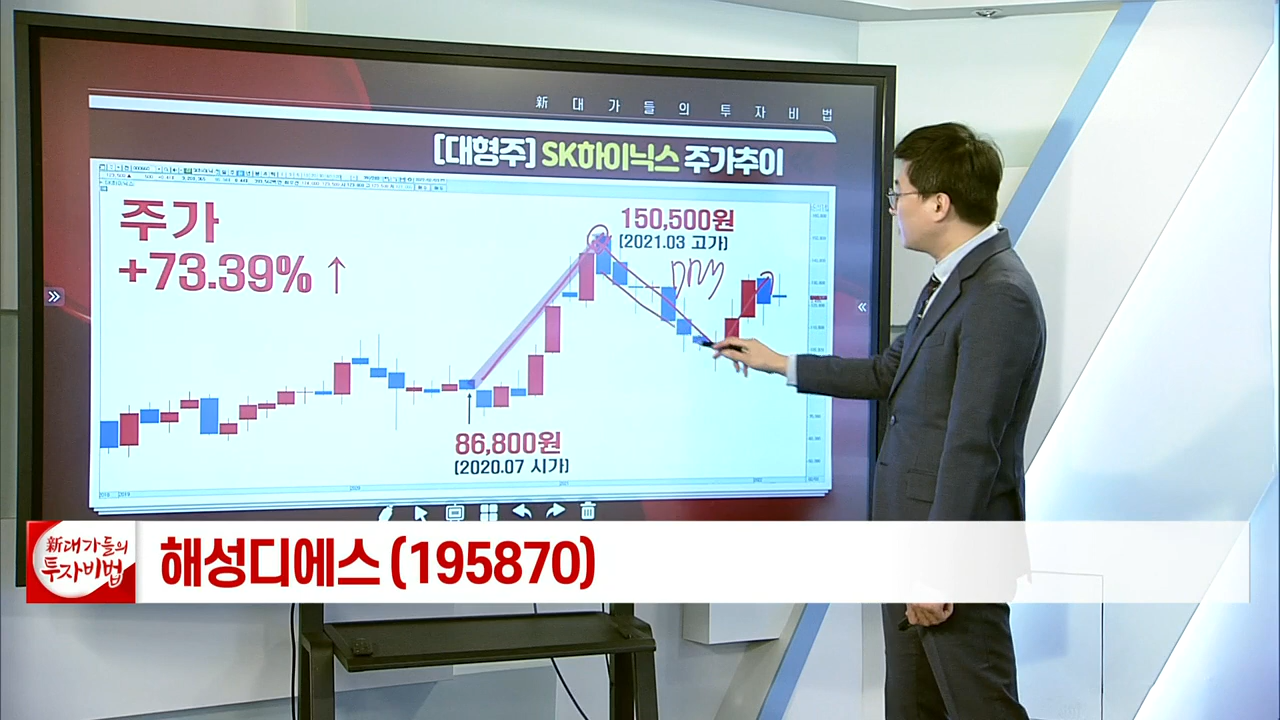 新 대 가 들 의 투 자 비 법
[대형주] SK하이닉스 주가추이
주가
+73.39% ↑
150,500원
(2021.03 고가)
86,800원
(2020.07 시가)
新대가들의
투자비법
해성디에스 (195870)